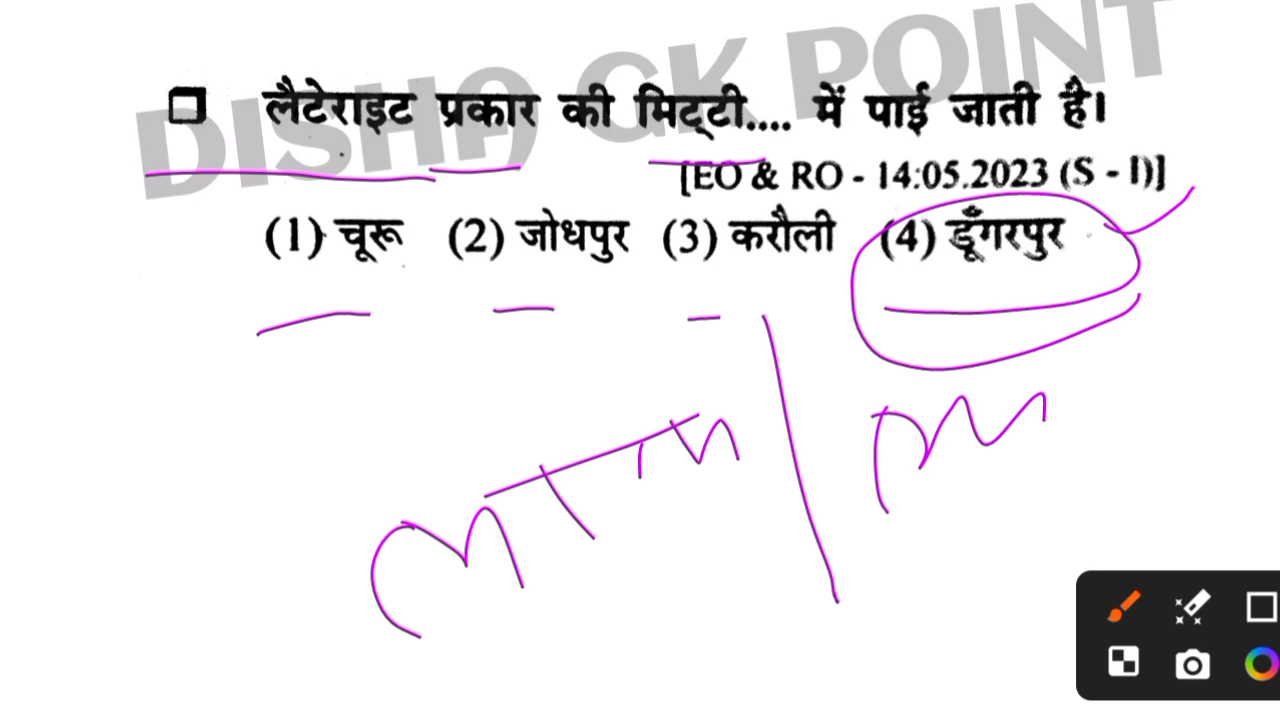 DISHA GK POINT
□ लैटेराइट प्रकार की मिट्टी.... में पाई जाती है।
[EO & RO - 14:05.2023 (S - I)]
(1) चूरू (2) जोधपुर (3) करौली (4) डूँगरपुर